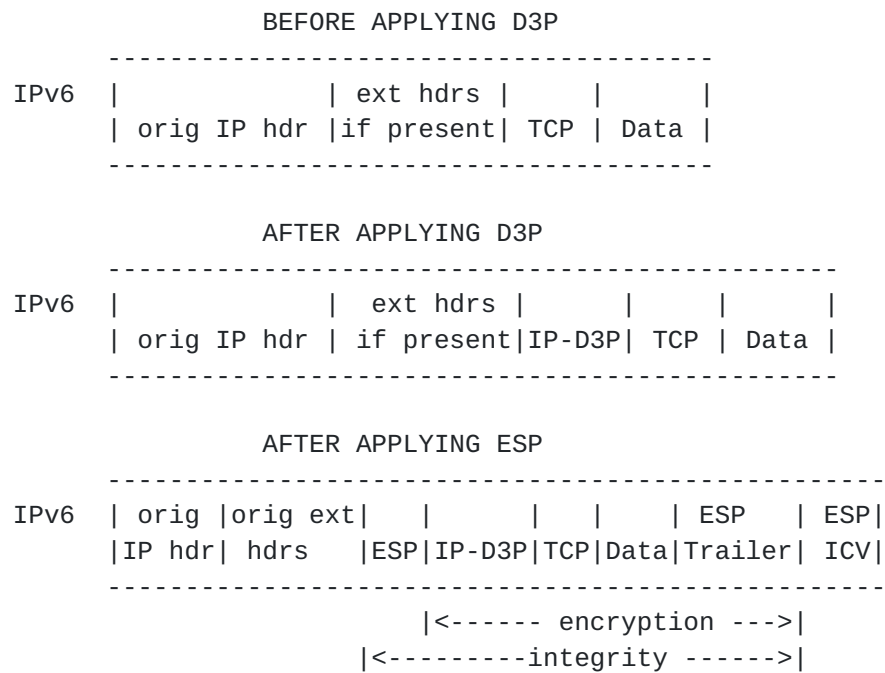 BEFORE APPLYING D3P
---------------------------------------
IPv6  |             | ext hdrs |     |      |
      | orig IP hdr |if present| TCP | Data |
---------------------------------------
AFTER APPLYING D3P
-----------------------------------------------
IPv6  |             |  ext hdrs |      |     |      |
      | orig IP hdr | if present|IP-D3P| TCP | Data |
-----------------------------------------------
AFTER APPLYING ESP
--------------------------------------------------
IPv6  | orig |orig ext|   |      |   |    | ESP   | ESP|
      |IP hdr| hdrs   |ESP|IP-D3P|TCP|Data|Trailer| ICV|
--------------------------------------------------
|<------ encryption --->|
|<---------integrity ------>|